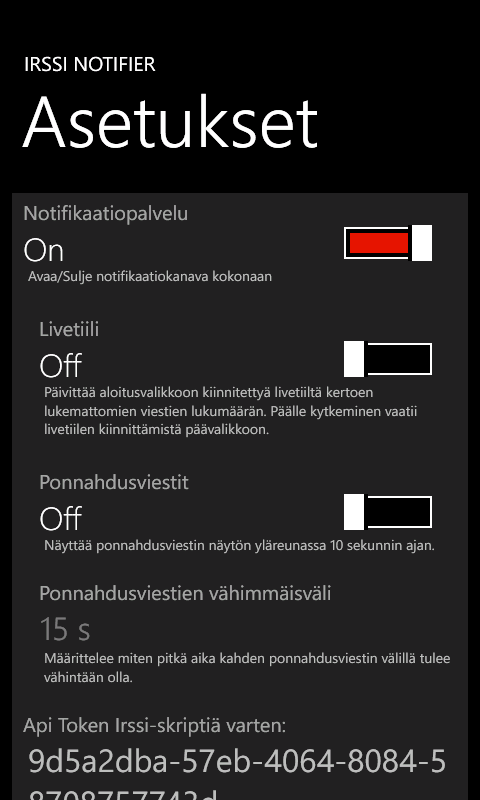 IRSSI NOTIFIER
Asetukset
Notifikaatiopalvelu
On
Avaa/Sulje notifikaatiokanava kokonaan
Livetiili
Off
Päivittää aloitusvalikkoon kiinnitettyä livetiiltä kertoen
lukemattomien viestien lukumäärän. Päälle kytkeminen vaatii
livetiilen kiinnittämistä päävalikkoon.
Ponnahdusviestit
Off
Näyttää ponnahdusviestin näytön yläreunassa 10 sekunnin ajan.
Ponnahdusviestien vähimmäisväli
15 s
Määrittelee miten pitkä aika kahden ponnahdusviestin välillä tulee
vähintään olla.
Api Token Irssi-skriptiä varten:
9d5a2dba-57eb-4064-8084-5